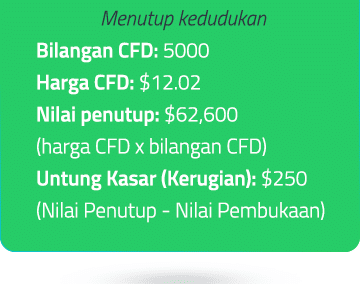 Menutup kedudukan
Bilangan CFD: 5000
Harga CFD: $12.02
Nilai penutup: $62,600
(harga CFD x bilangan CFD)
Untung Kasar (Kerugian): $250
(Nilai Penutup - Nilai Pembukaan)